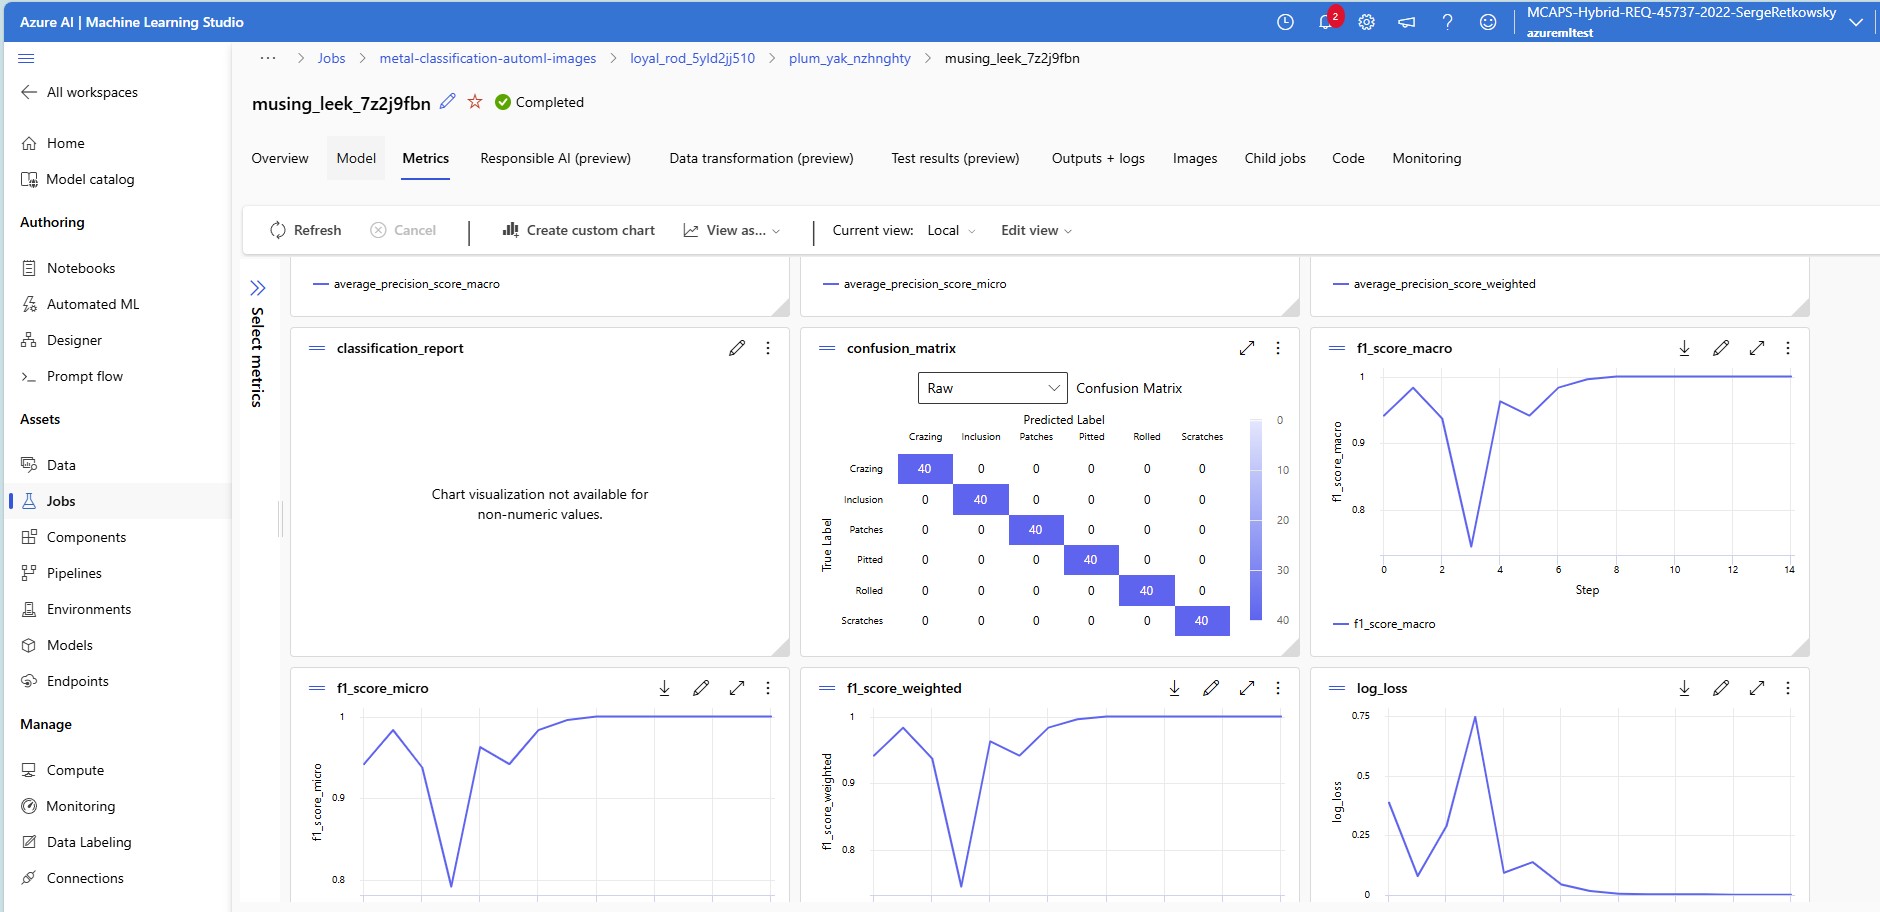 Azure AI | Machine Learning Studio
2
MCAPS-Hybrid-REQ-45737-2022-SergeRetkowsky
azuremltest
All workspaces
Home
Model catalog
Authoring
Notebooks
Automated ML
Designer
Prompt flow
Assets
Data
Jobs
Components
Pipelines
Environments
Models
Endpoints
Manage
Compute
Monitoring
Data Labeling
Connections
··· > Jobs > metal-classification-automl-images > loyal_rod_5yld2jj510 > plum_yak_nzhnghty > musing_leek_7z2j9fbn
musing_leek_7z2j9fbn Completed
Overview Model Metrics Responsible AI (preview) Data transformation (preview) Test results (preview) Outputs + logs Images Child jobs Code Monitoring
Refresh Cancel | Create custom chart View as... | Current view: Local Edit view
Select metrics
average_precision_score_macro
average_precision_score_micro
average_precision_score_weighted
classification_report
Chart visualization not available for
non-numeric values.
confusion_matrix
Raw Confusion Matrix
Predicted Label
Crazing Inclusion Patches Pitted Rolled Scratches
True Label
Crazing 40 0 0 0 0 0
Inclusion 0 40 0 0 0 0
Patches 0 0 40 0 0 0
Pitted 0 0 0 40 0 0
Rolled 0 0 0 0 40 0
Scratches 0 0 0 0 0 40
0
10
20
30
40
f1_score_macro
f1_score_macro
1
0.9
0.8
0 2 4 6 8 10 12 14
Step
f1_score_macro
f1_score_micro
f1_score_micro
1
0.9
0.8
f1_score_weighted
f1_score_weighted
1
0.9
0.8
log_loss
log_loss
0.75
0.5
0.25
0